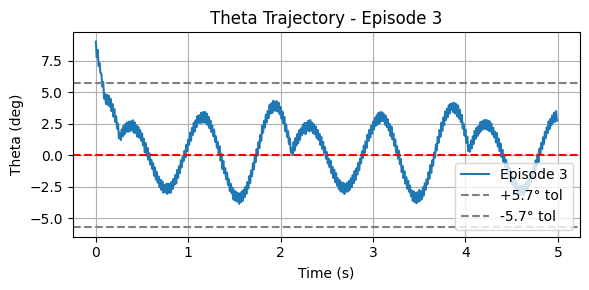 Theta Trajectory - Episode 3
Theta (deg)
7.5
5.0
2.5
0.0
−2.5
−5.0
0
1
2
3
4
5
Time (s)
Episode 3
+5.7° tol
-5.7° tol